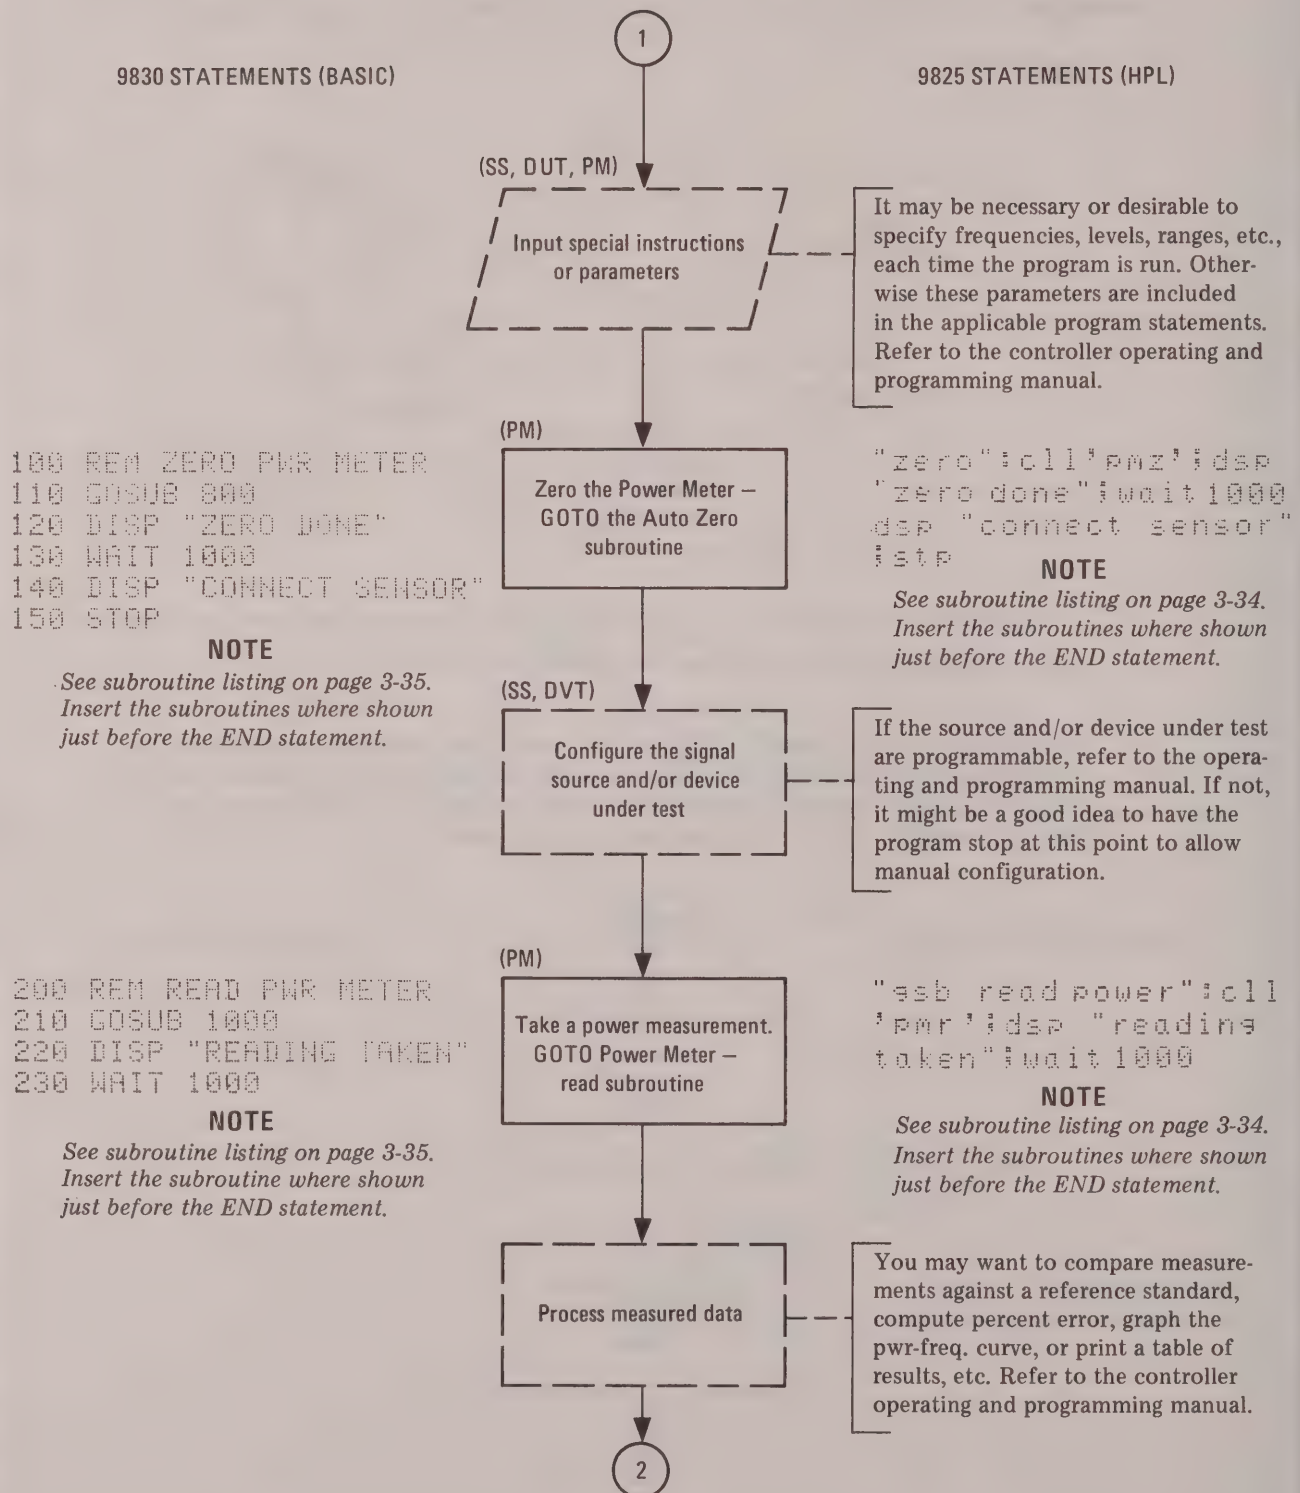 1
9830 STATEMENTS (BASIC)
9825 STATEMENTS (HPL)
(SS, DUT, PM)
Input special instructions
or parameters
It may be necessary or desirable to
specify frequencies, levels, ranges, etc.,
each time the program is run. Other-
wise these parameters are included
in the applicable program statements.
Refer to the controller operating and
programming manual.
(PM)
100 REM ZERO PWR METER
110 GOSUB 800
120 DISP "ZERO DONE"
130 WAIT 1000
140 DISP "CONNECT SENSOR"
150 STOP
NOTE
See subroutine listing on page 3-35.
Insert the subroutines where shown
just before the END statement.
Zero the Power Meter —
GOTO the Auto Zero
subroutine
"zero":cll'pmz';dsp
"zero done";wait 1000
dsp "connect sensor"
;stp
NOTE
See subroutine listing on page 3-34.
Insert the subroutines where shown
just before the END statement.
(SS, DVT)
Configure the signal
source and/or device
under test
If the source and/or device under test
are programmable, refer to the opera-
ting and programming manual. If not,
it might be a good idea to have the
program stop at this point to allow
manual configuration.
(PM)
200 REM READ PWR METER
210 GOSUB 1000
220 DISP "READING TAKEN"
230 WAIT 1000
NOTE
See subroutine listing on page 3-35.
Insert the subroutine where shown
just before the END statement.
Take a power measurement.
GOTO Power Meter —
read subroutine
"gsb read power":cll
'pmr';dsp "reading
taken";wait 1000
NOTE
See subroutine listing on page 3-34.
Insert the subroutines where shown
just before the END statement.
Process measured data
You may want to compare measure-
ments against a reference standard,
compute percent error, graph the
pwr-freq. curve, or print a table of
results, etc. Refer to the controller
operating and programming manual.
2